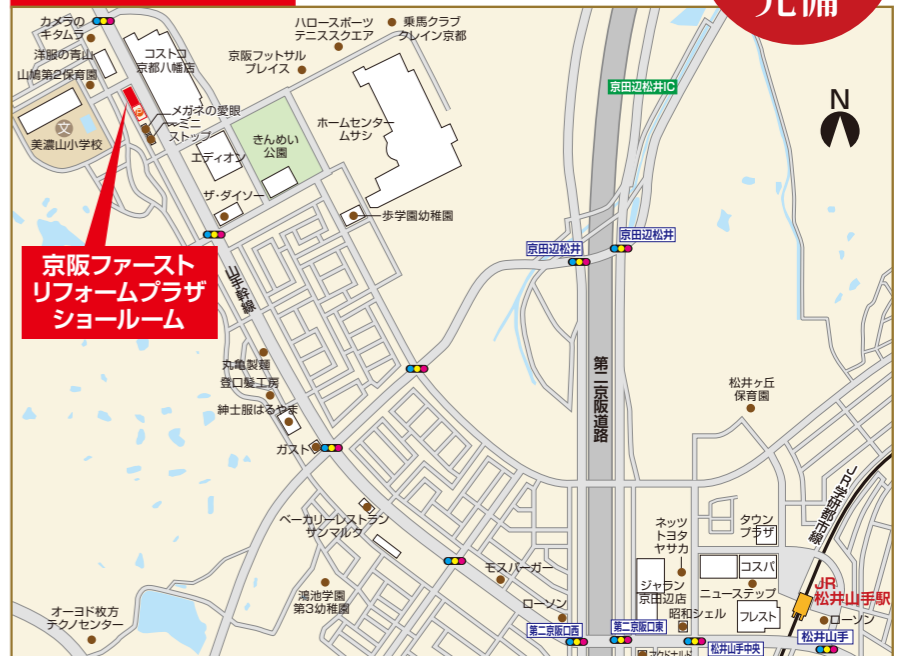 完備
カメラの
キタムラ
洋服の青山
山鳩第2保育園
コストコ
京都八幡店
ハロースポーツ
テニススクエア
乗馬クラブ
クレイン京都
京阪フットサル
プレイス
メガネの愛眼
ミニ
ストップ
文
美濃山小学校
エディオン
きんめい
公園
ホームセンター
ムサシ
京田辺松井IC
N
ザ・ダイソー
歩学園幼稚園
京田辺松井
京田辺松井
京阪ファースト
リフォームプラザ
ショールーム
山手幹線
丸亀製麺
登口髪工房
紳士服はるやま
ガスト
第二京阪道路
松井ヶ丘
保育園
JR学研都市線
ベーカリーレストラン
サンマルク
モスバーガー
鴻池学園
第3幼稚園
オーヨド枚方
テクノセンター
ローソン
ネッツ
トヨタ
ヤサカ
タウン
プラザ
コスパ
ジャラン
京田辺店
ニューステップ
昭和シェル
フレスト
JR
松井山手駅
ローソン
第二京阪口西
第二京阪口東
松井山手中央
松井山手
マクドナルド